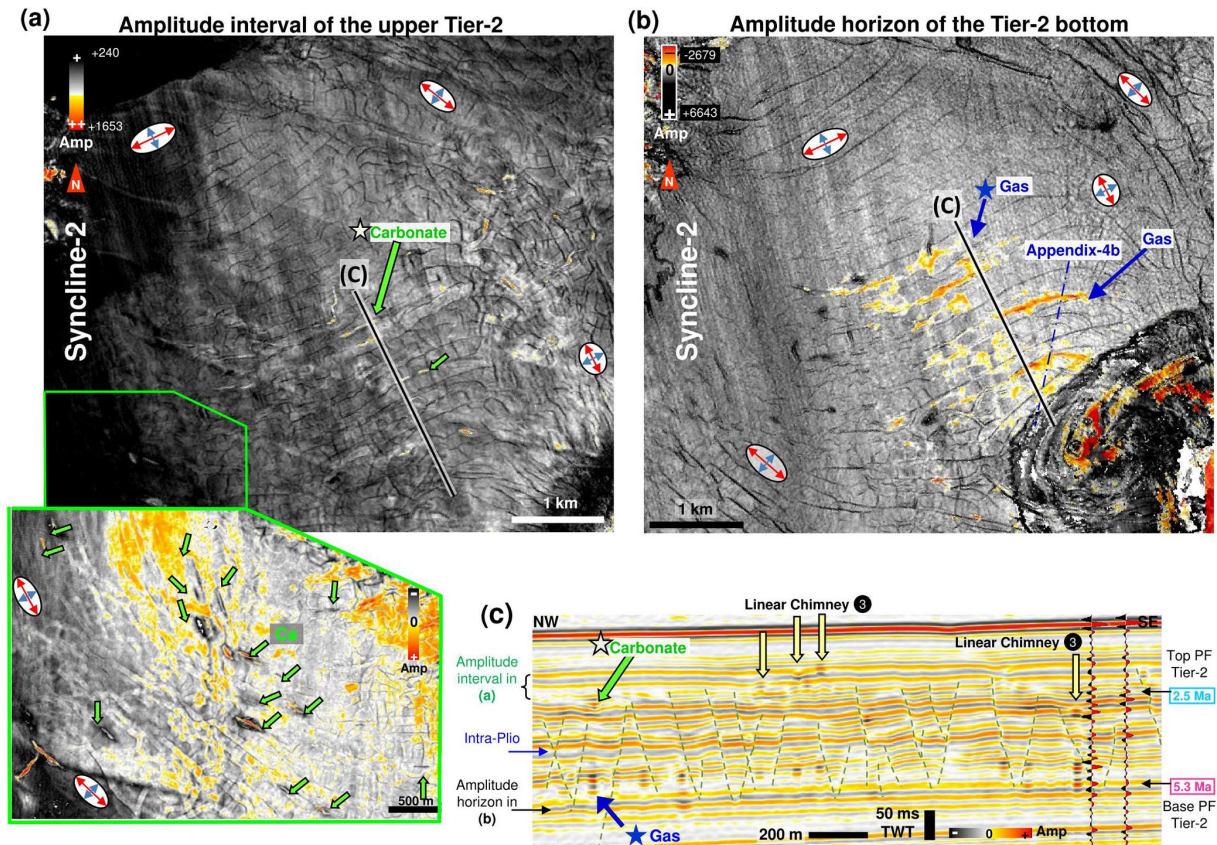 (a)
Amplitude interval of the upper Tier-2
+
+240
++
+1653
Amp
N
Syncline-2
Carbonate
(C)
1 km
Ca
-
0
+
Amp
500 m
(b)
Amplitude horizon of the Tier-2 bottom
-
-2679
0
+
+6643
Amp
N
Syncline-2
Gas
(C)
Appendix-4b
Gas
1 km
(c)
NW
Linear Chimney 3
SE
Carbonate
Linear Chimney 3
Amplitude
interval in
(a)
Top PF
Tier-2
2.5 Ma
Intra-Plio
Amplitude
horizon in
(b)
5.3 Ma
Base PF
Tier-2
Gas
200 m
50 ms
TWT
- 0 + Amp